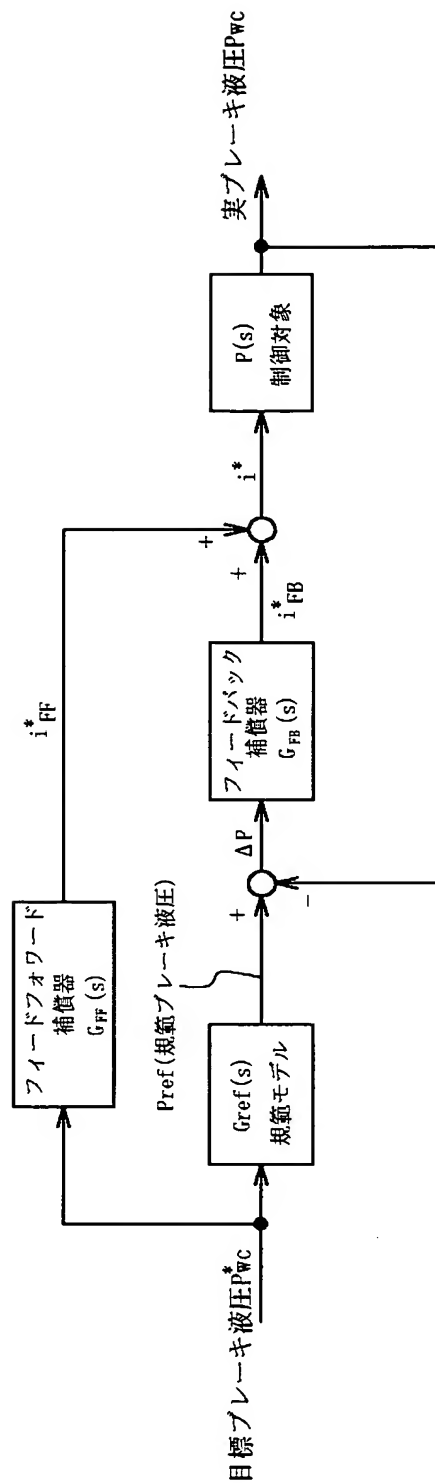 目標ブレーキ液圧P*wc
フィードフォワード
補償器
GFF(s)
i*FF
Gref(s)
規範モデル
Pref(規範ブレーキ液圧)
+
-
ΔP
フィードバック
補償器
GFB(s)
i*FB
+
+
i*
P(s)
制御対象
実ブレーキ液圧Pwc